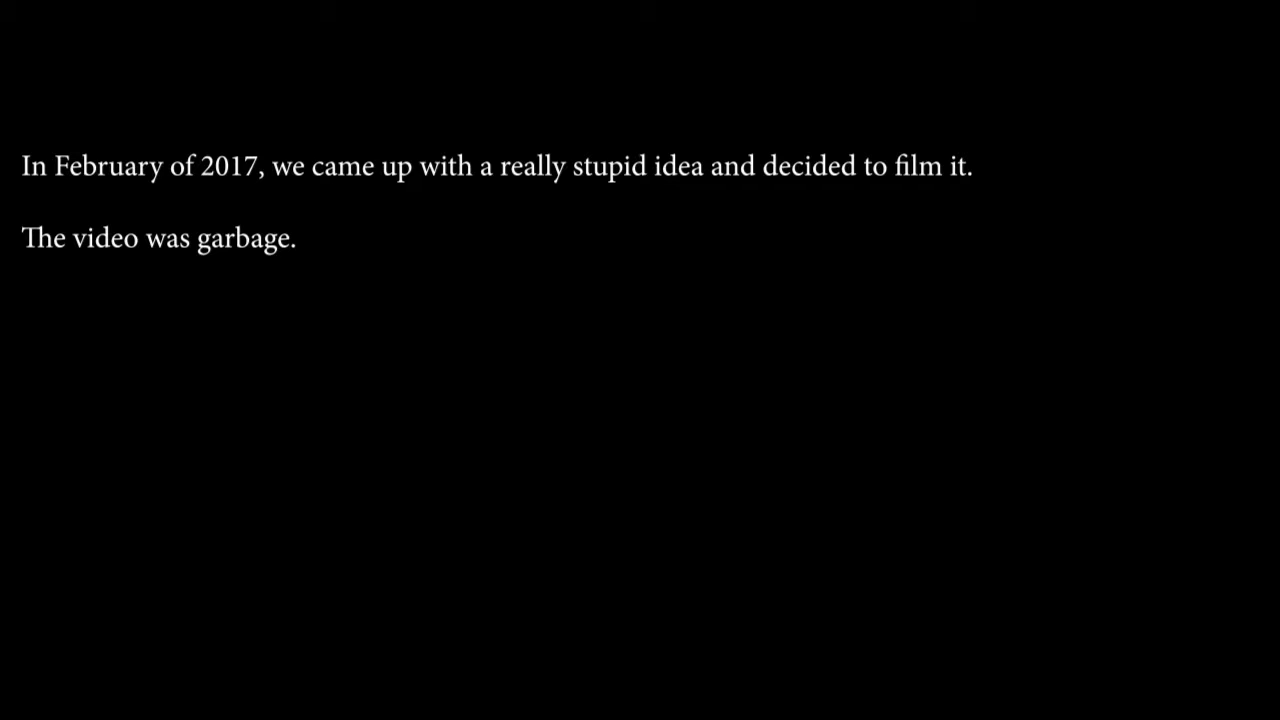 In February of 2017, we came up with a really stupid idea and decided to film it.
The video was garbage.